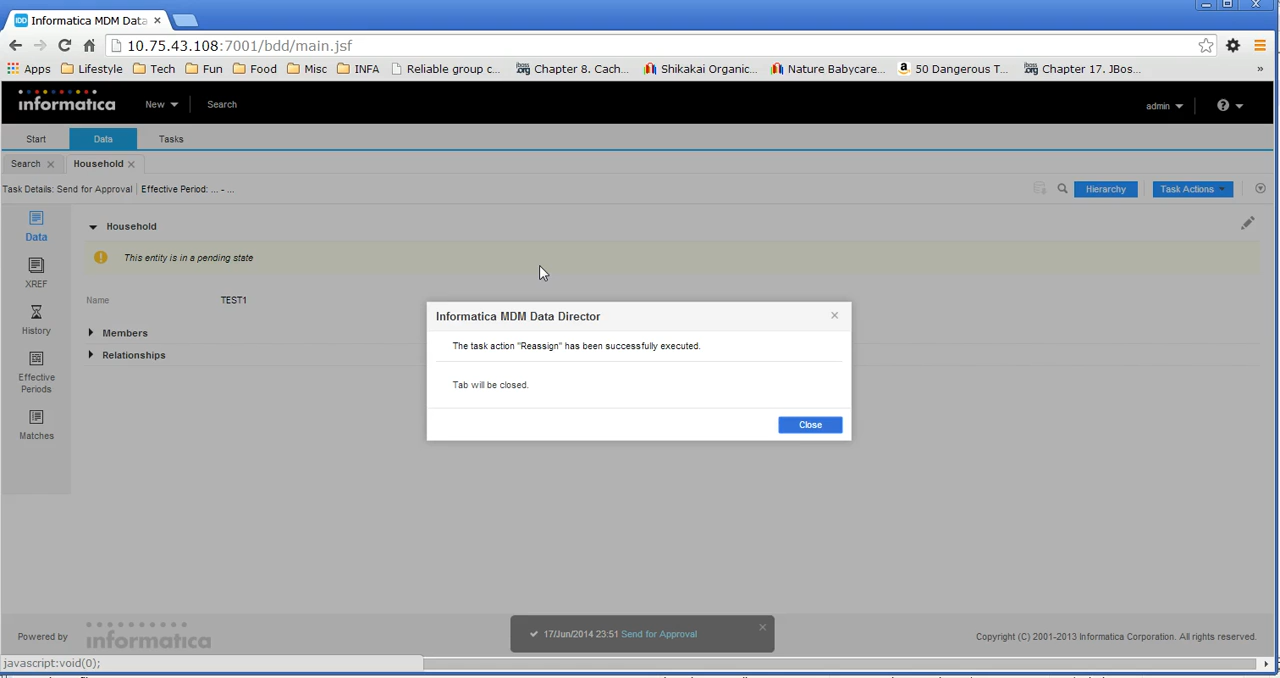 Informatica MDM Data
10.75.43.108:7001/bdd/main.jsf
Apps Lifestyle Tech Fun Food Misc INFA Reliable group c... Chapter 8. Cach... Shikakai Organic... Nature Babycare... 50 Dangerous T... Chapter 17. JBos... »
informatica New Search admin ?
Start Data Tasks
Search Household
Task Details: Send for Approval Effective Period: ... - ... Hierarchy Task Actions
Data
XREF
History
Effective
Periods
Matches
Household
This entity is in a pending state
Name TEST1
Members
Relationships
Informatica MDM Data Director
The task action "Reassign" has been successfully executed.
Tab will be closed.
Close
Powered by informatica
17/Jun/2014 23:51 Send for Approval
Copyright (C) 2001-2013 Informatica Corporation. All rights reserved.
javascript:void(0);